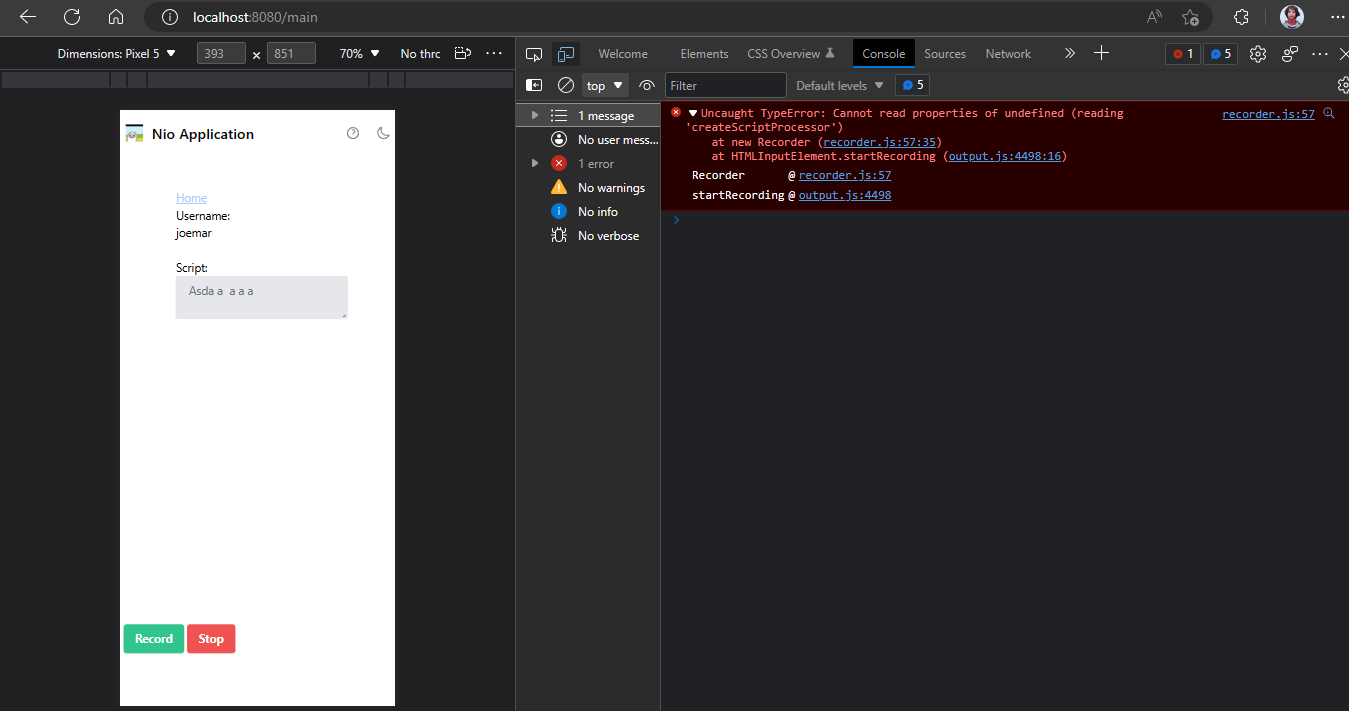 localhost:8080/main
Dimensions: Pixel 5 ▼ 393 × 851 70% ▼ No thrc
Nio Application
Home
Username:
joemar
Script:
Asda a  a a a
Record Stop
Welcome Elements CSS Overview Console Sources Network 1 5
top ▼ Filter Default levels ▼ 5
1 message
No user mess...
1 error
No warnings
No info
No verbose
▼Uncaught TypeError: Cannot read properties of undefined (reading recorder.js:57
'createScriptProcessor')
at new Recorder (recorder.js:57:35)
at HTMLInputElement.startRecording (output.js:4498:16)
Recorder @ recorder.js:57
startRecording @ output.js:4498